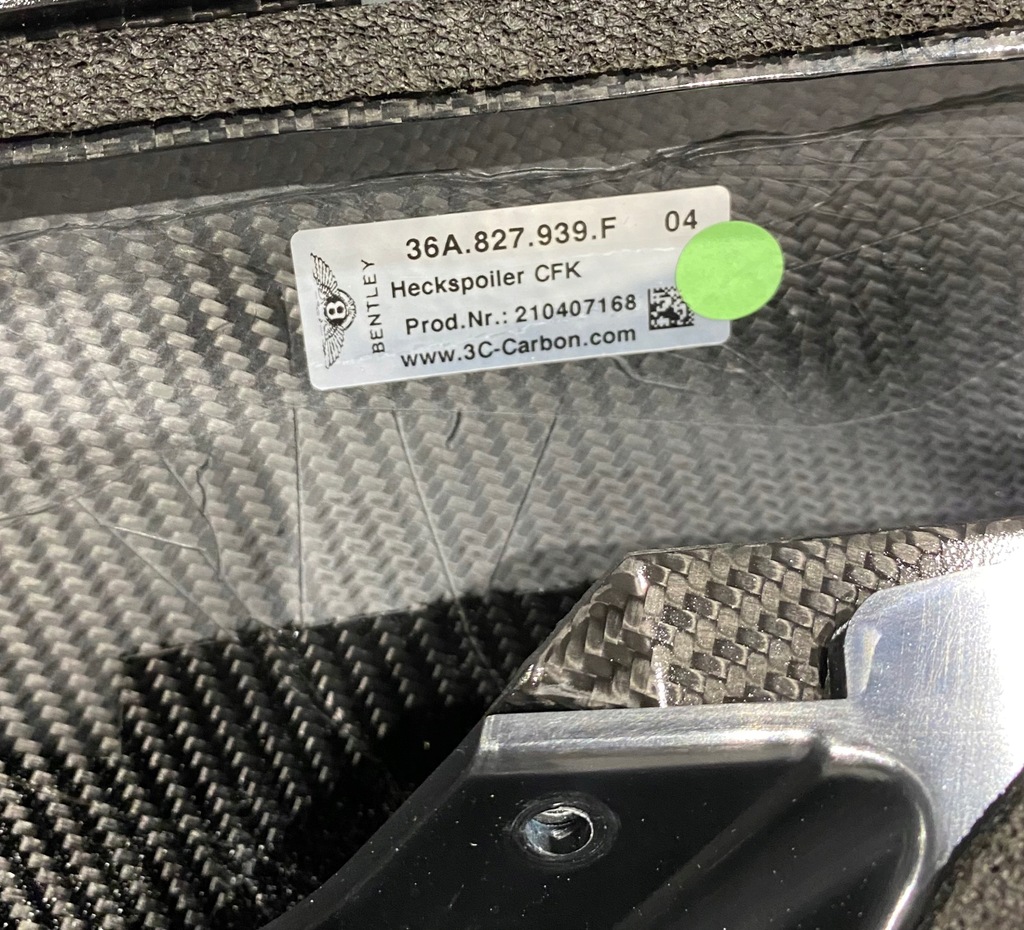 36A.827.939.F 04
Heckspoiler CFK
Prod.Nr.: 210407168
www.3C-Carbon.com
B
BENTLEY